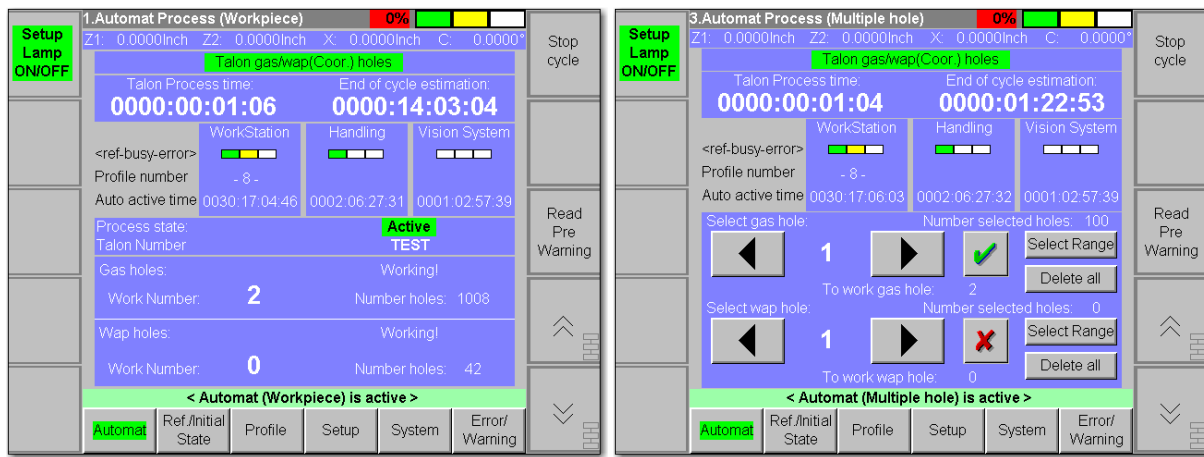 1.Automat Process (Workpiece) 0%
Setup
Lamp
ON/OFF
Z1: 0.0000Inch Z2: 0.0000Inch X: 0.0000Inch C: 0.0000°
Stop
cycle
Talon gas/wap(Coor.) holes
Talon Process time: End of cycle estimation:
0000:00:01:06 0000:14:03:04
WorkStation Handling Vision System
<ref-busy-error>
Profile number - 8 -
Auto active time 0030:17:04:46 0002:06:27:31 0001:02:57:39
Read
Pre
Warning
Process state: Active
Talon Number TEST
Gas holes: Working!
Work Number: 2 Number holes: 1008
Wap holes: Working!
Work Number: 0 Number holes: 42
< Automat (Workpiece) is active >
Automat Ref./Initial State Profile Setup System Error/ Warning
3.Automat Process (Multiple hole) 0%
Setup
Lamp
ON/OFF
Z1: 0.0000Inch Z2: 0.0000Inch X: 0.0000Inch C: 0.0000°
Stop
cycle
Talon gas/wap(Coor.) holes
Talon Process time: End of cycle estimation:
0000:00:01:04 0000:01:22:53
WorkStation Handling Vision System
<ref-busy-error>
Profile number - 8 -
Auto active time 0030:17:06:03 0002:06:27:32 0001:02:57:39
Read
Pre
Warning
Select gas hole: Number selected holes: 100
1 Select Range
Delete all
To work gas hole: 2
Select wap hole: Number selected holes: 0
1 Select Range
Delete all
To work wap hole: 0
< Automat (Multiple hole) is active >
Automat Ref./Initial State Profile Setup System Error/ Warning